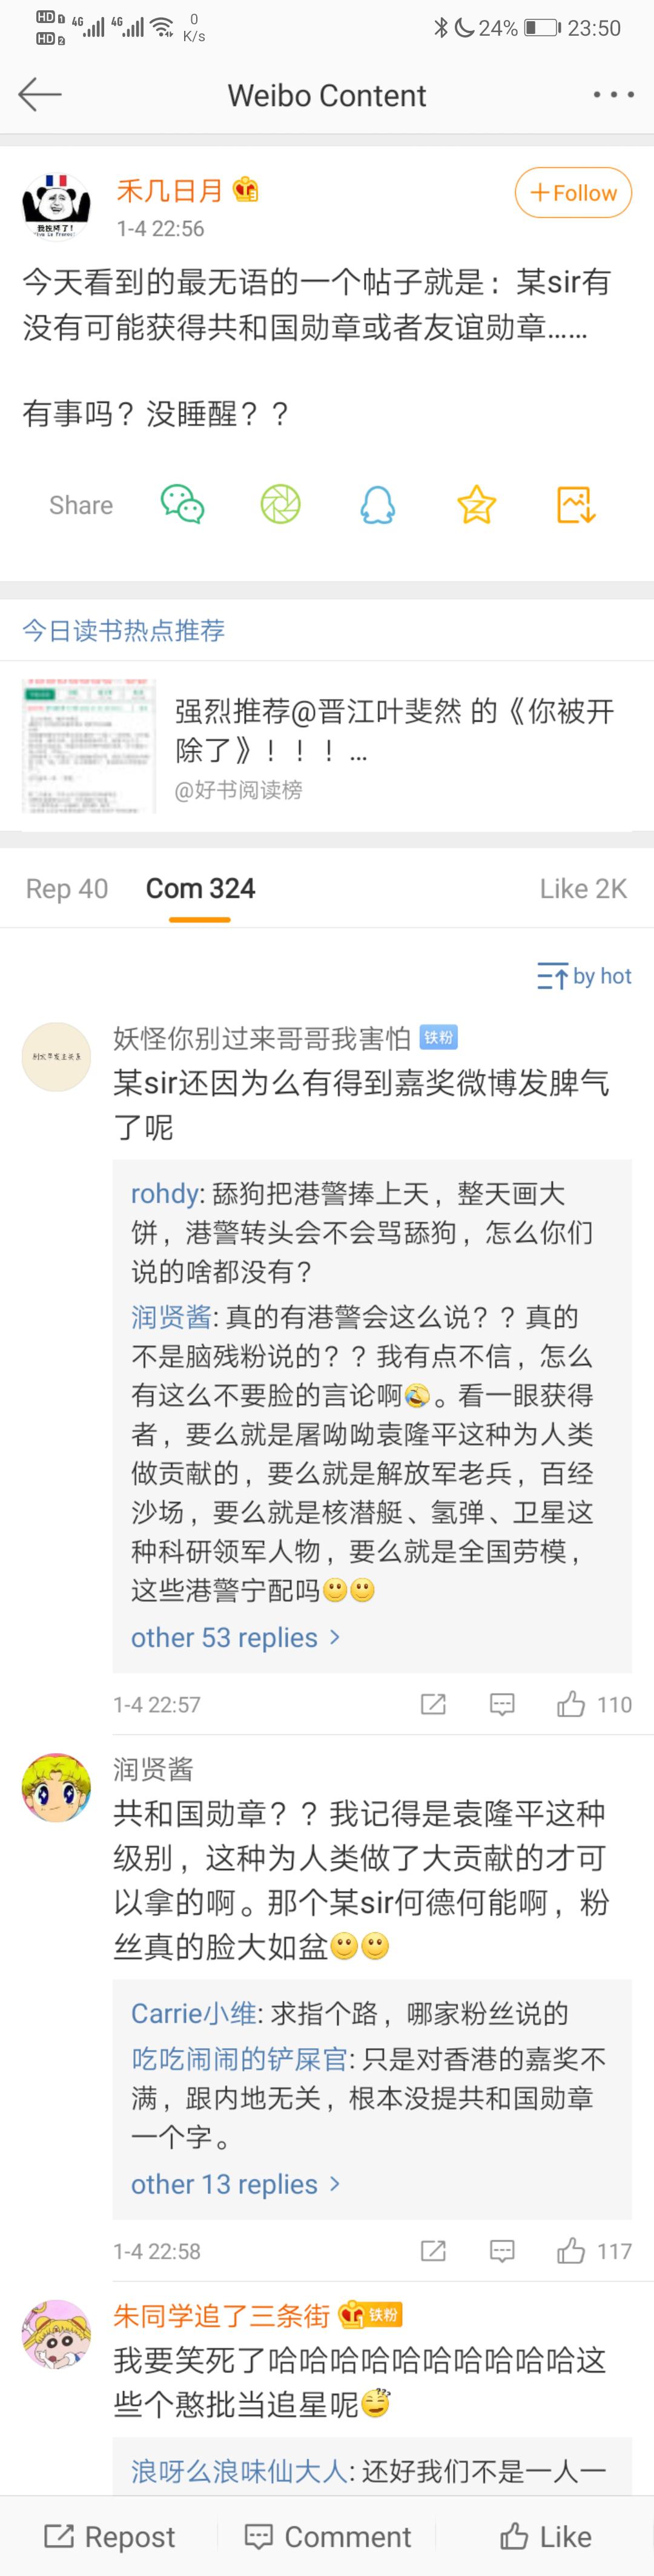 HD 1 4G 4G 0 K/s 24% 23:50
HD 2
Weibo Content
禾几日月
+Follow
1-4 22:56
我投降了！
Vive La France!
今天看到的最无语的一个帖子就是：某sir有
没有可能获得共和国勋章或者友谊勋章……
有事吗？没睡醒？？
Share
今日读书热点推荐
强烈推荐@晋江叶斐然 的《你被开
除了》！！！...
@好书阅读榜
Rep 40 Com 324 Like 2K
by hot
妖怪你别过来哥哥我害怕 铁粉
某sir还因为么有得到嘉奖微博发脾气
了呢
rohdy: 舔狗把港警捧上天，整天画大
饼，港警转头会不会骂舔狗，怎么你们
说的啥都没有？
润贤酱: 真的有港警会这么说？？真的
不是脑残粉说的？？我有点不信，怎么
有这么不要脸的言论啊🤣。看一眼获得
者，要么就是屠呦呦袁隆平这种为人类
做贡献的，要么就是解放军老兵，百经
沙场，要么就是核潜艇、氢弹、卫星这
种科研领军人物，要么就是全国劳模，
这些港警宁配吗🙂🙂
other 53 replies >
1-4 22:57 110
润贤酱
共和国勋章？？我记得是袁隆平这种
级别，这种为人类做了大贡献的才可
以拿的啊。那个某sir何德何能啊，粉
丝真的脸大如盆🙂🙂
Carrie小维: 求指个路，哪家粉丝说的
吃吃闹闹的铲屎官: 只是对香港的嘉奖不
满，跟内地无关，根本没提共和国勋章
一个字。
other 13 replies >
1-4 22:58 117
朱同学追了三条街 铁粉
我要笑死了哈哈哈哈哈哈哈哈哈哈这
些个憨批当追星呢
浪呀么浪味仙大人: 还好我们不是一人一
Repost Comment Like